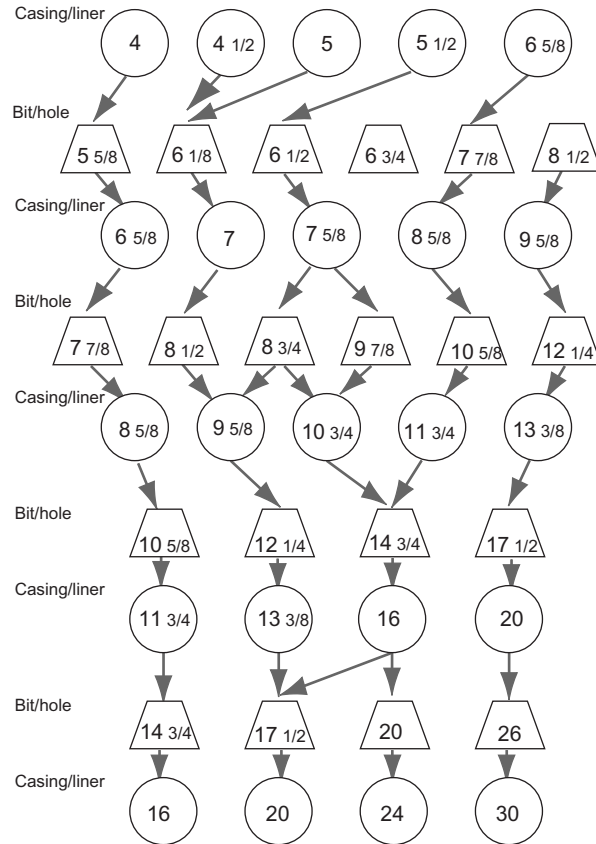 Casing/liner 4 4 1/2 5 5 1/2 6 5/8
Bit/hole 5 5/8 6 1/8 6 1/2 6 3/4 7 7/8 8 1/2
Casing/liner 6 5/8 7 7 5/8 8 5/8 9 5/8
Bit/hole 7 7/8 8 1/2 8 3/4 9 7/8 10 5/8 12 1/4
Casing/liner 8 5/8 9 5/8 10 3/4 11 3/4 13 3/8
Bit/hole 10 5/8 12 1/4 14 3/4 17 1/2
Casing/liner 11 3/4 13 3/8 16 20
Bit/hole 14 3/4 17 1/2 20 26
Casing/liner 16 20 24 30